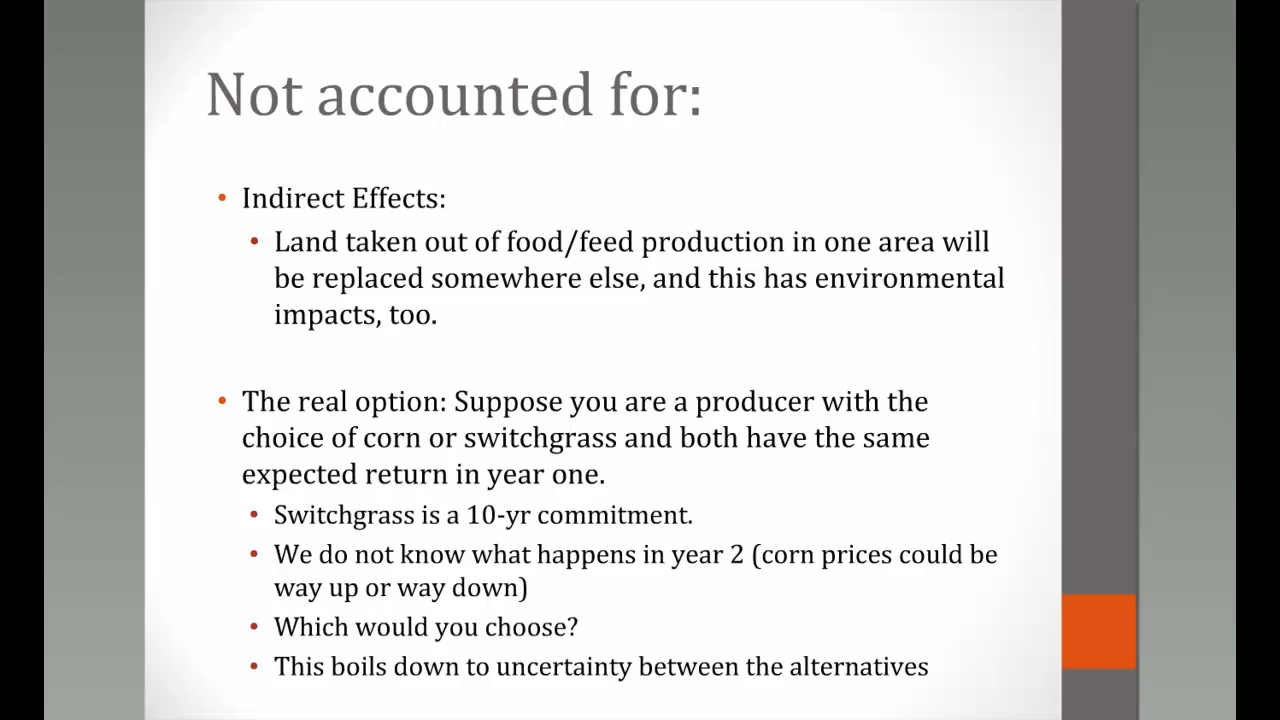 Not accounted for:
• Indirect Effects:
• Land taken out of food/feed production in one area will
be replaced somewhere else, and this has environmental
impacts, too.
• The real option: Suppose you are a producer with the
choice of corn or switchgrass and both have the same
expected return in year one.
• Switchgrass is a 10-yr commitment.
• We do not know what happens in year 2 (corn prices could be
way up or way down)
• Which would you choose?
• This boils down to uncertainty between the alternatives